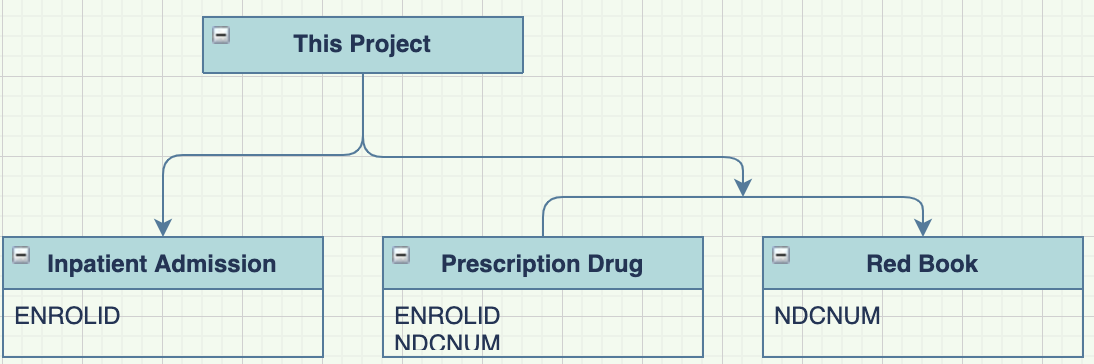 This Project
Inpatient Admission
ENROLID
Prescription Drug
ENROLID
NDCNUM
Red Book
NDCNUM